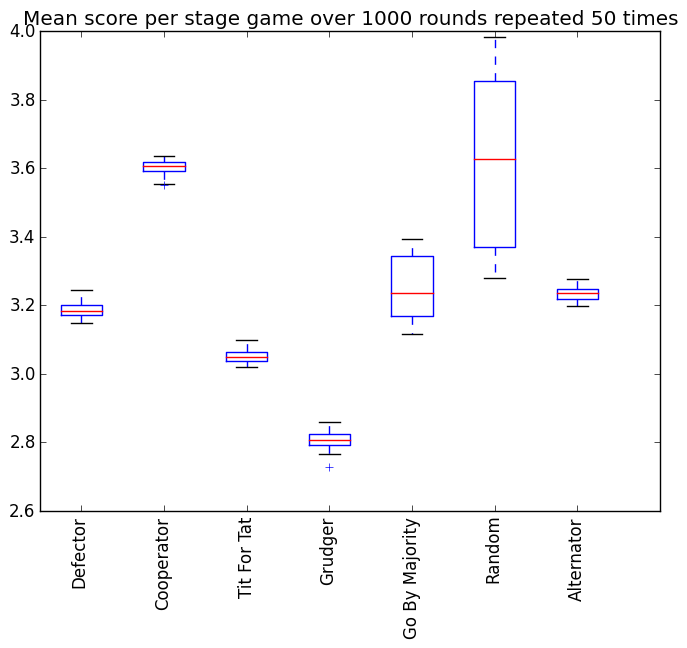 Mean score per stage game over 1000 rounds repeated 50 times
4.0
3.8
3.6
3.4
3.2
3.0
2.8
2.6
Defector
Cooperator
Tit For Tat
Grudger
Go By Majority
Random
Alternator